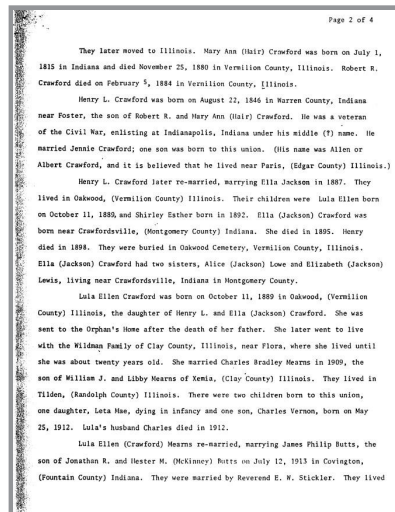 Page 2 of 4
They later moved to Illinois. Mary Ann (Hair) Crawford was born on July 1,
1815 in Indiana and died November 25, 1880 in Vermilion County, Illinois. Robert R.
Crawford died on February 5, 1884 in Vernilion County, Illinois.
Henry L. Crawford was born on August 22, 1846 in Warren County, Indiana
near Foster, the son of Robert R. and Mary Ann (Hair) Crawford. He was a veteran
of the Civil War, enlisting at Indianapolis, Indiana under his middle (?) name. He
married Jennie Crawford; one son was born to this union. (His name was Allen or
Albert Crawford, and it is believed that he lived near Paris, (Edgar County) Illinois.)
Henry L. Crawford later re-married, marrying Ella Jackson in 1887. They
lived in Oakwood, (Vermilion County) Illinois. Their children were Lula Ellen born
on October 11, 1889, and Shirley Esther born in 1892. Ella (Jackson) Crawford was
born near Crawfordsville, (Montgomery County) Indiana. She died in 1895. Henry
died in 1898. They were buried in Oakwood Cemetery, Vermilion County, Illinois.
Ella (Jackson) Crawford had two sisters, Alice (Jackson) Lowe and Elizabeth (Jackson)
Lewis, living near Crawfordsville, Indiana in Montgomery County.
Lula Ellen Crawford was born on October 11, 1889 in Oakwood, (Vermilion
County) Illinois, the daughter of Henry L. and Ella (Jackson) Crawford. She was
sent to the Orphan's Home after the death of her father. She later went to live
with the Wildman Family of Clay County, Illinois, near Flora, where she lived until
she was about twenty years old. She married Charles Bradley Mearns in 1909, the
son of William J. and Libby Mearns of Xemia, (Clay County) Illinois. They lived in
Tilden, (Randolph County) Illinois. There were two children born to this union,
one daughter, Leta Mae, dying in infancy and one son, Charles Vernon, born on May
25, 1912. Lula's husband Charles died in 1912.
Lula Ellen (Crawford) Mearns re-married, marrying James Philip Butts, the
son of Jonathan R. and Hester M. (McKinney) Butts on July 12, 1913 in Covington,
(Fountain County) Indiana. They were married by Reverend E. W. Stickler. They lived